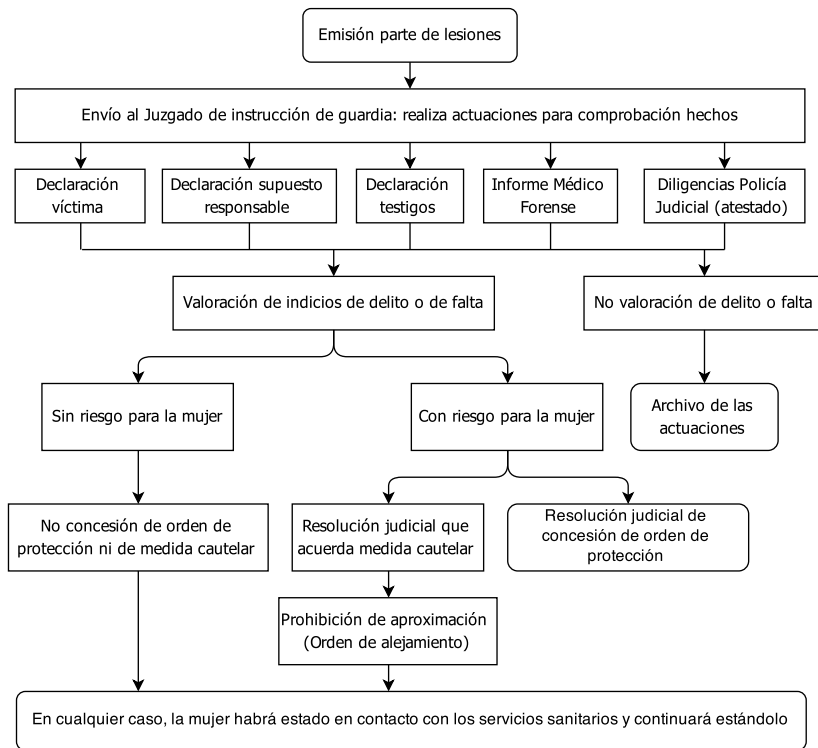 Emisión parte de lesiones
Envío al Juzgado de instrucción de guardia: realiza actuaciones para comprobación hechos
Declaración
víctima
Declaración supuesto
responsable
Declaración
testigos
Informe Médico
Forense
Diligencias Policía
Judicial (atestado)
Valoración de indicios de delito o de falta
No valoración de delito o falta
Sin riesgo para la mujer
Con riesgo para la mujer
Archivo de las
actuaciones
No concesión de orden de
protección ni de medida cautelar
Resolución judicial que
acuerda medida cautelar
Resolución judicial de
concesión de orden de
protección
Prohibición de aproximación
(Orden de alejamiento)
En cualquier caso, la mujer habrá estado en contacto con los servicios sanitarios y continuará estándolo